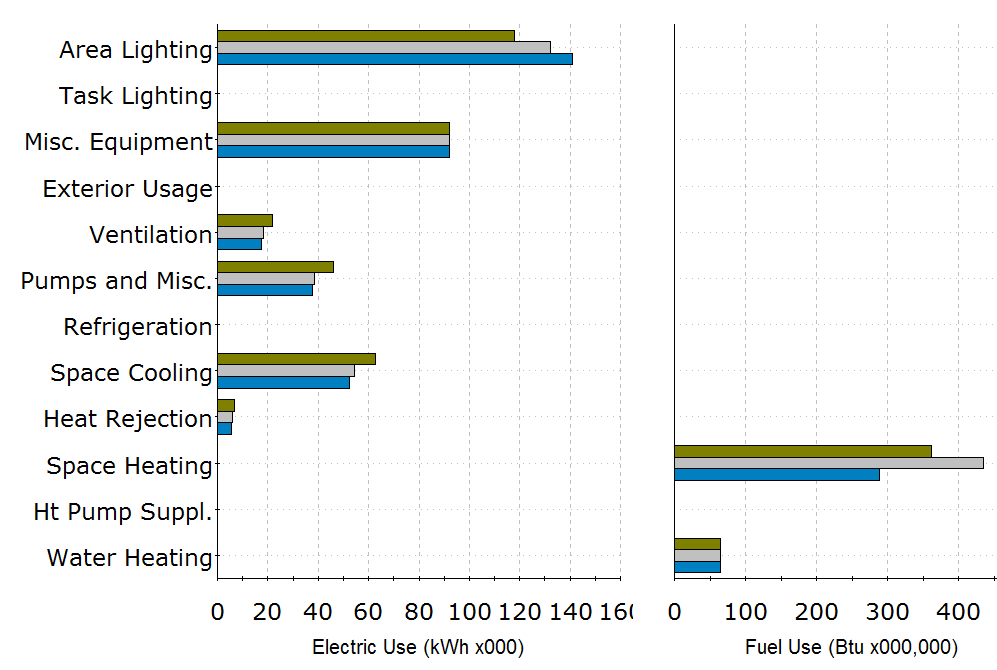 Area Lighting
Task Lighting
Misc. Equipment
Exterior Usage
Ventilation
Pumps and Misc.
Refrigeration
Space Cooling
Heat Rejection
Space Heating
Ht Pump Suppl.
Water Heating
0 20 40 60 80 100 120 140 160
Electric Use (kWh x000)
0 100 200 300 400
Fuel Use (Btu x000,000)